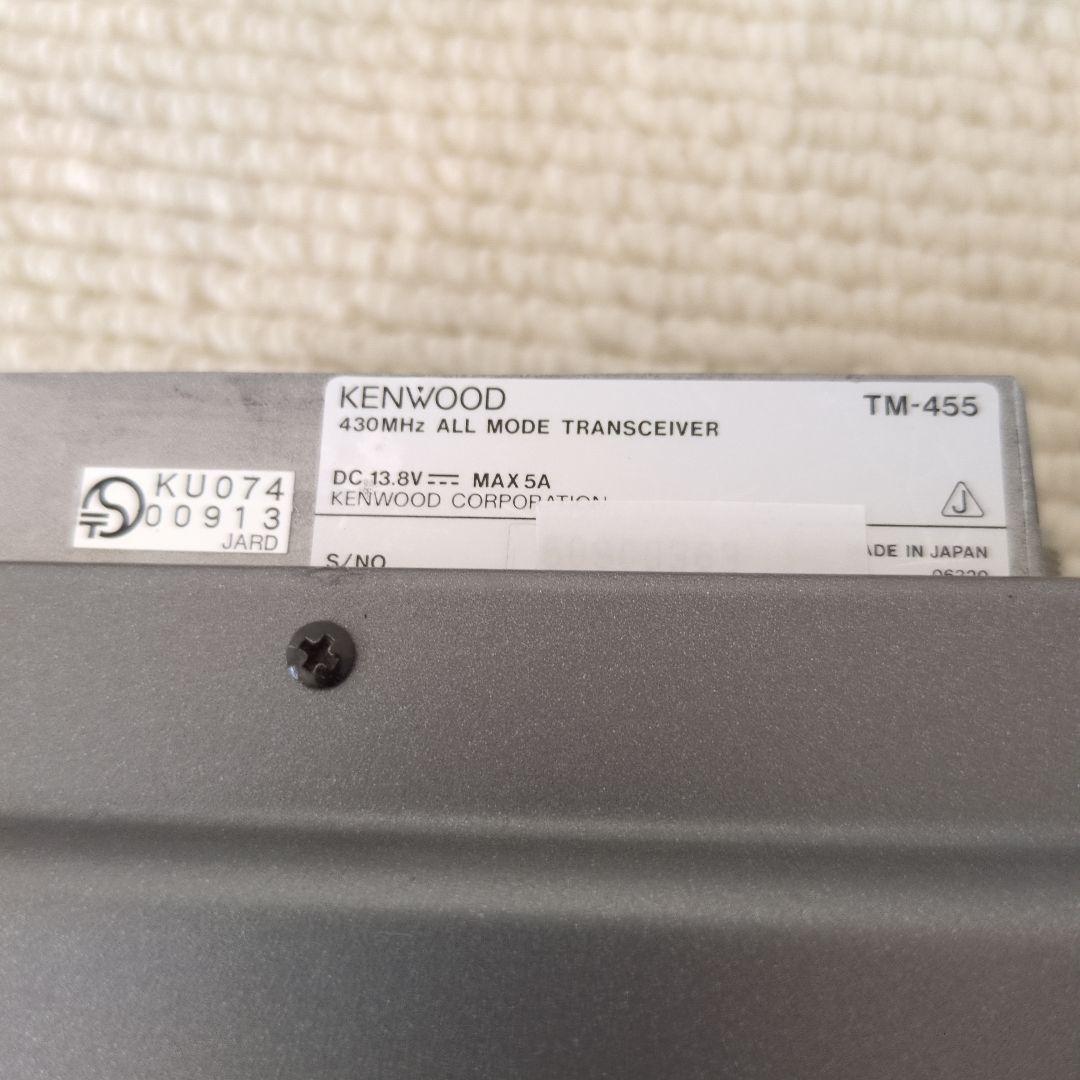 KENWOOD
TM-455
430MHz ALL MODE TRANSCEIVER
DC 13.8V MAX 5A
KENWOOD CORPORATION
J
S/NO
ADE IN JAPAN
KU074
00913
JARD